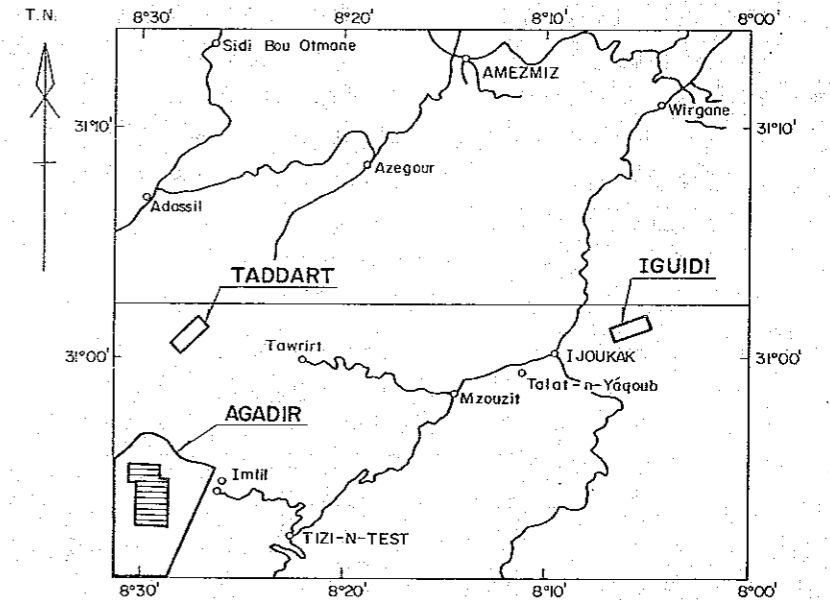 T. N.
8°30' 8°20' 8°10' 8°00'
Sidi Bou Otmane
AMEZMIZ
Wirgane
31°10' 31°10'
Azegour
Adassil
TADDART
IGUIDI
Tawrirt
31°00' 31°00'
IJOUKAK
Talat-n-Yáqoub
Mzouzit
AGADIR
Imtil
TIZI-N-TEST
8°30' 8°20' 8°10' 8°00'